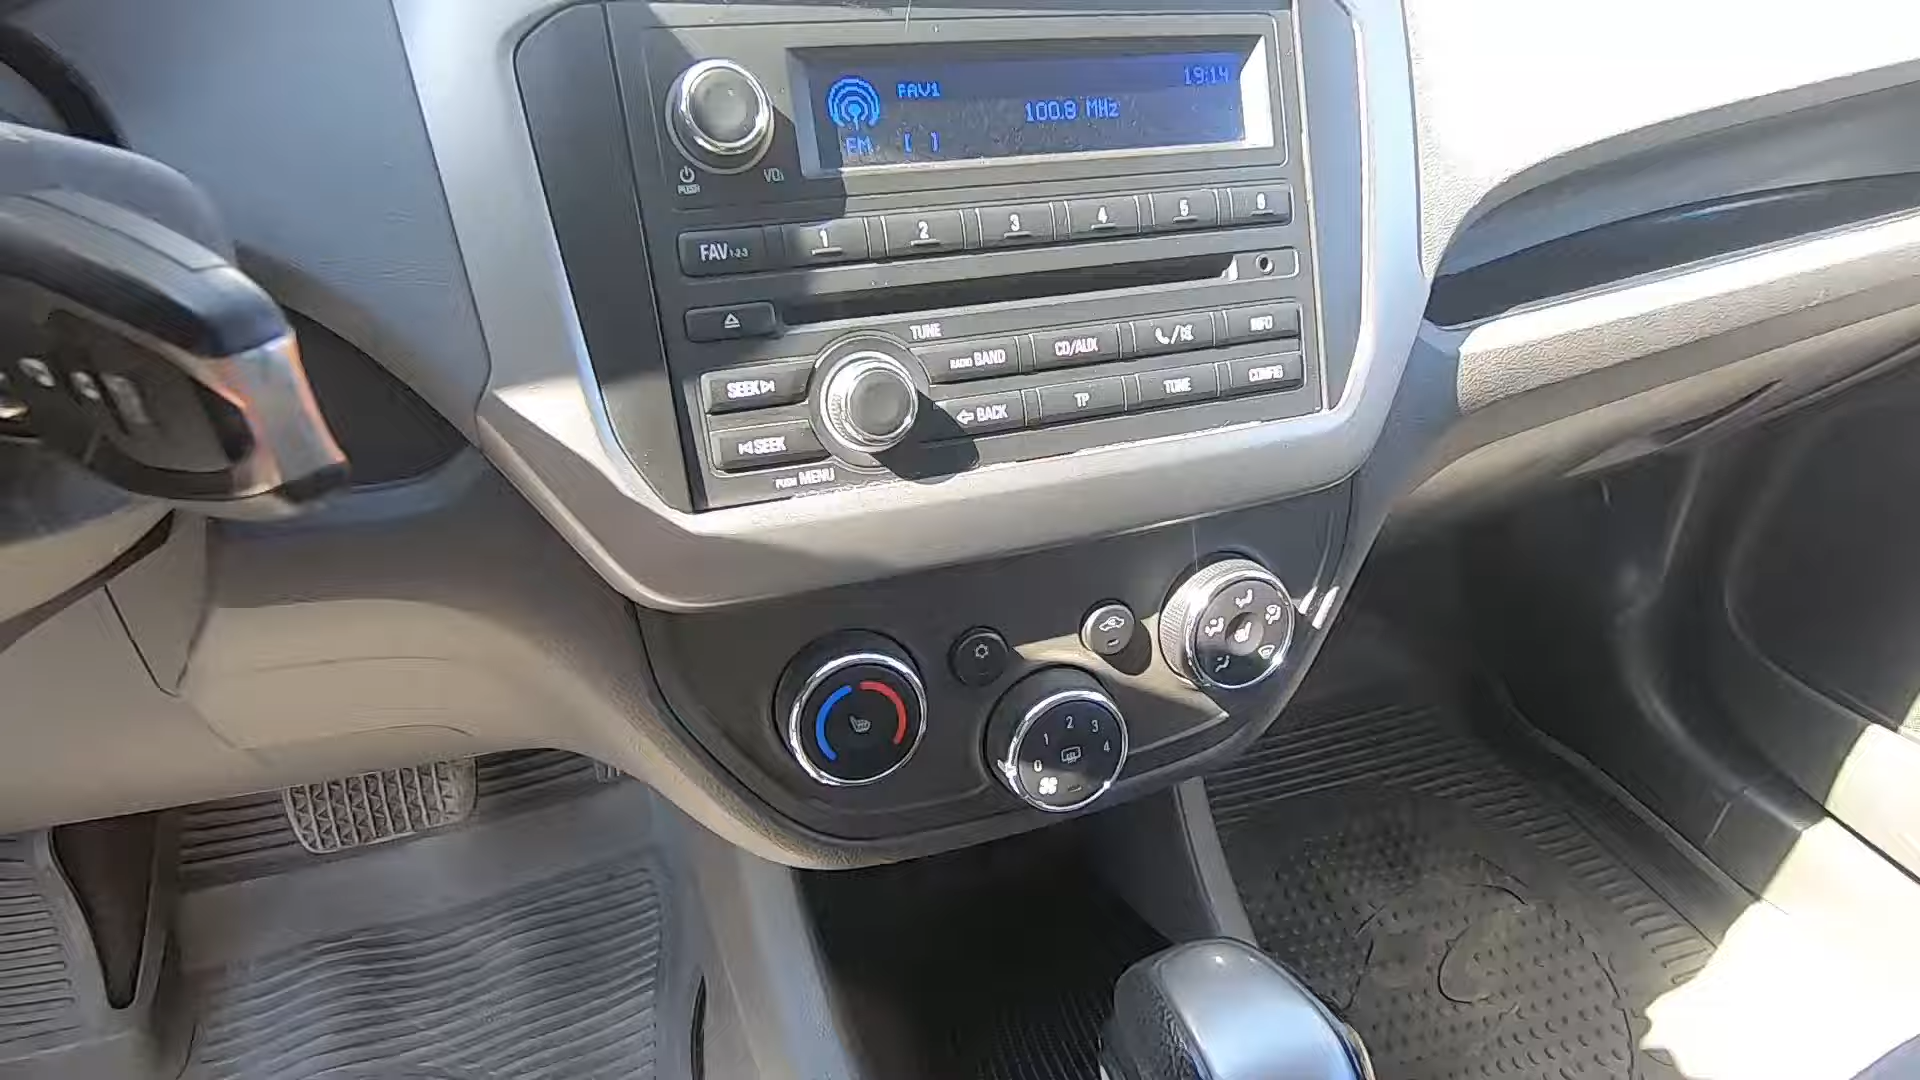 FAV1
19:14
100.8 MHz
FM [ ]
PUSH
VOL
FAV 1-2-3
1
2
3
4
5
6
TUNE
SEEK
RADIO BAND
CD/AUX
INFO
SEEK
BACK
TP
TONE
CONFIG
PUSH MENU
0
1
2
3
4